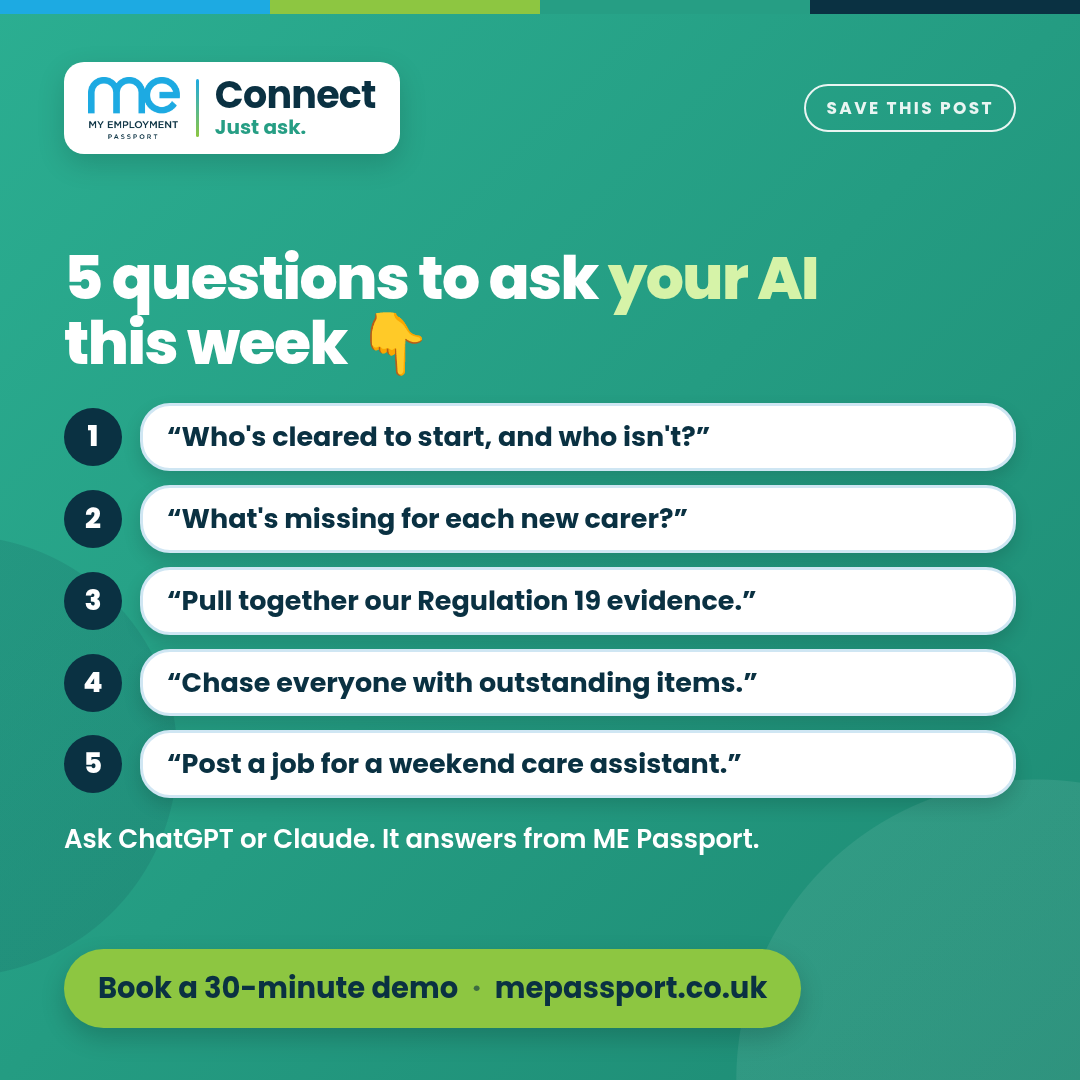 me
MY EMPLOYMENT
PASSPORT
Connect
Just ask.
SAVE THIS POST
5 questions to ask your AI
this week 👇
1 “Who's cleared to start, and who isn't?”
2 “What's missing for each new carer?”
3 “Pull together our Regulation 19 evidence.”
4 “Chase everyone with outstanding items.”
5 “Post a job for a weekend care assistant.”
Ask ChatGPT or Claude. It answers from ME Passport.
Book a 30-minute demo · mepassport.co.uk